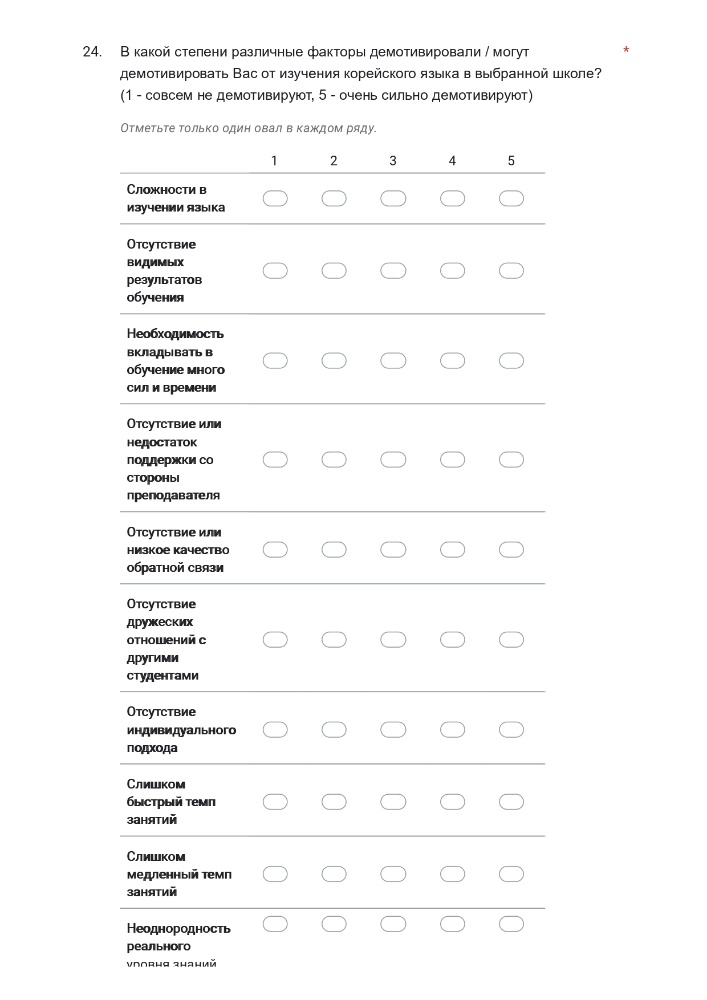 24. В какой степени различные факторы демотивировали / могут *
демотивировать Вас от изучения корейского языка в выбранной школе?
(1 - совсем не демотивируют, 5 - очень сильно демотивируют)
Отметьте только один овал в каждом ряду.
1 2 3 4 5
Сложности в
изучении языка
Отсутствие
видимых
результатов
обучения
Необходимость
вкладывать в
обучение много
сил и времени
Отсутствие или
недостаток
поддержки со
стороны
преподавателя
Отсутствие или
низкое качество
обратной связи
Отсутствие
дружеских
отношений с
другими
студентами
Отсутствие
индивидуального
подхода
Слишком
быстрый темп
занятий
Слишком
медленный темп
занятий
Неоднородность
реального
уровня знаний